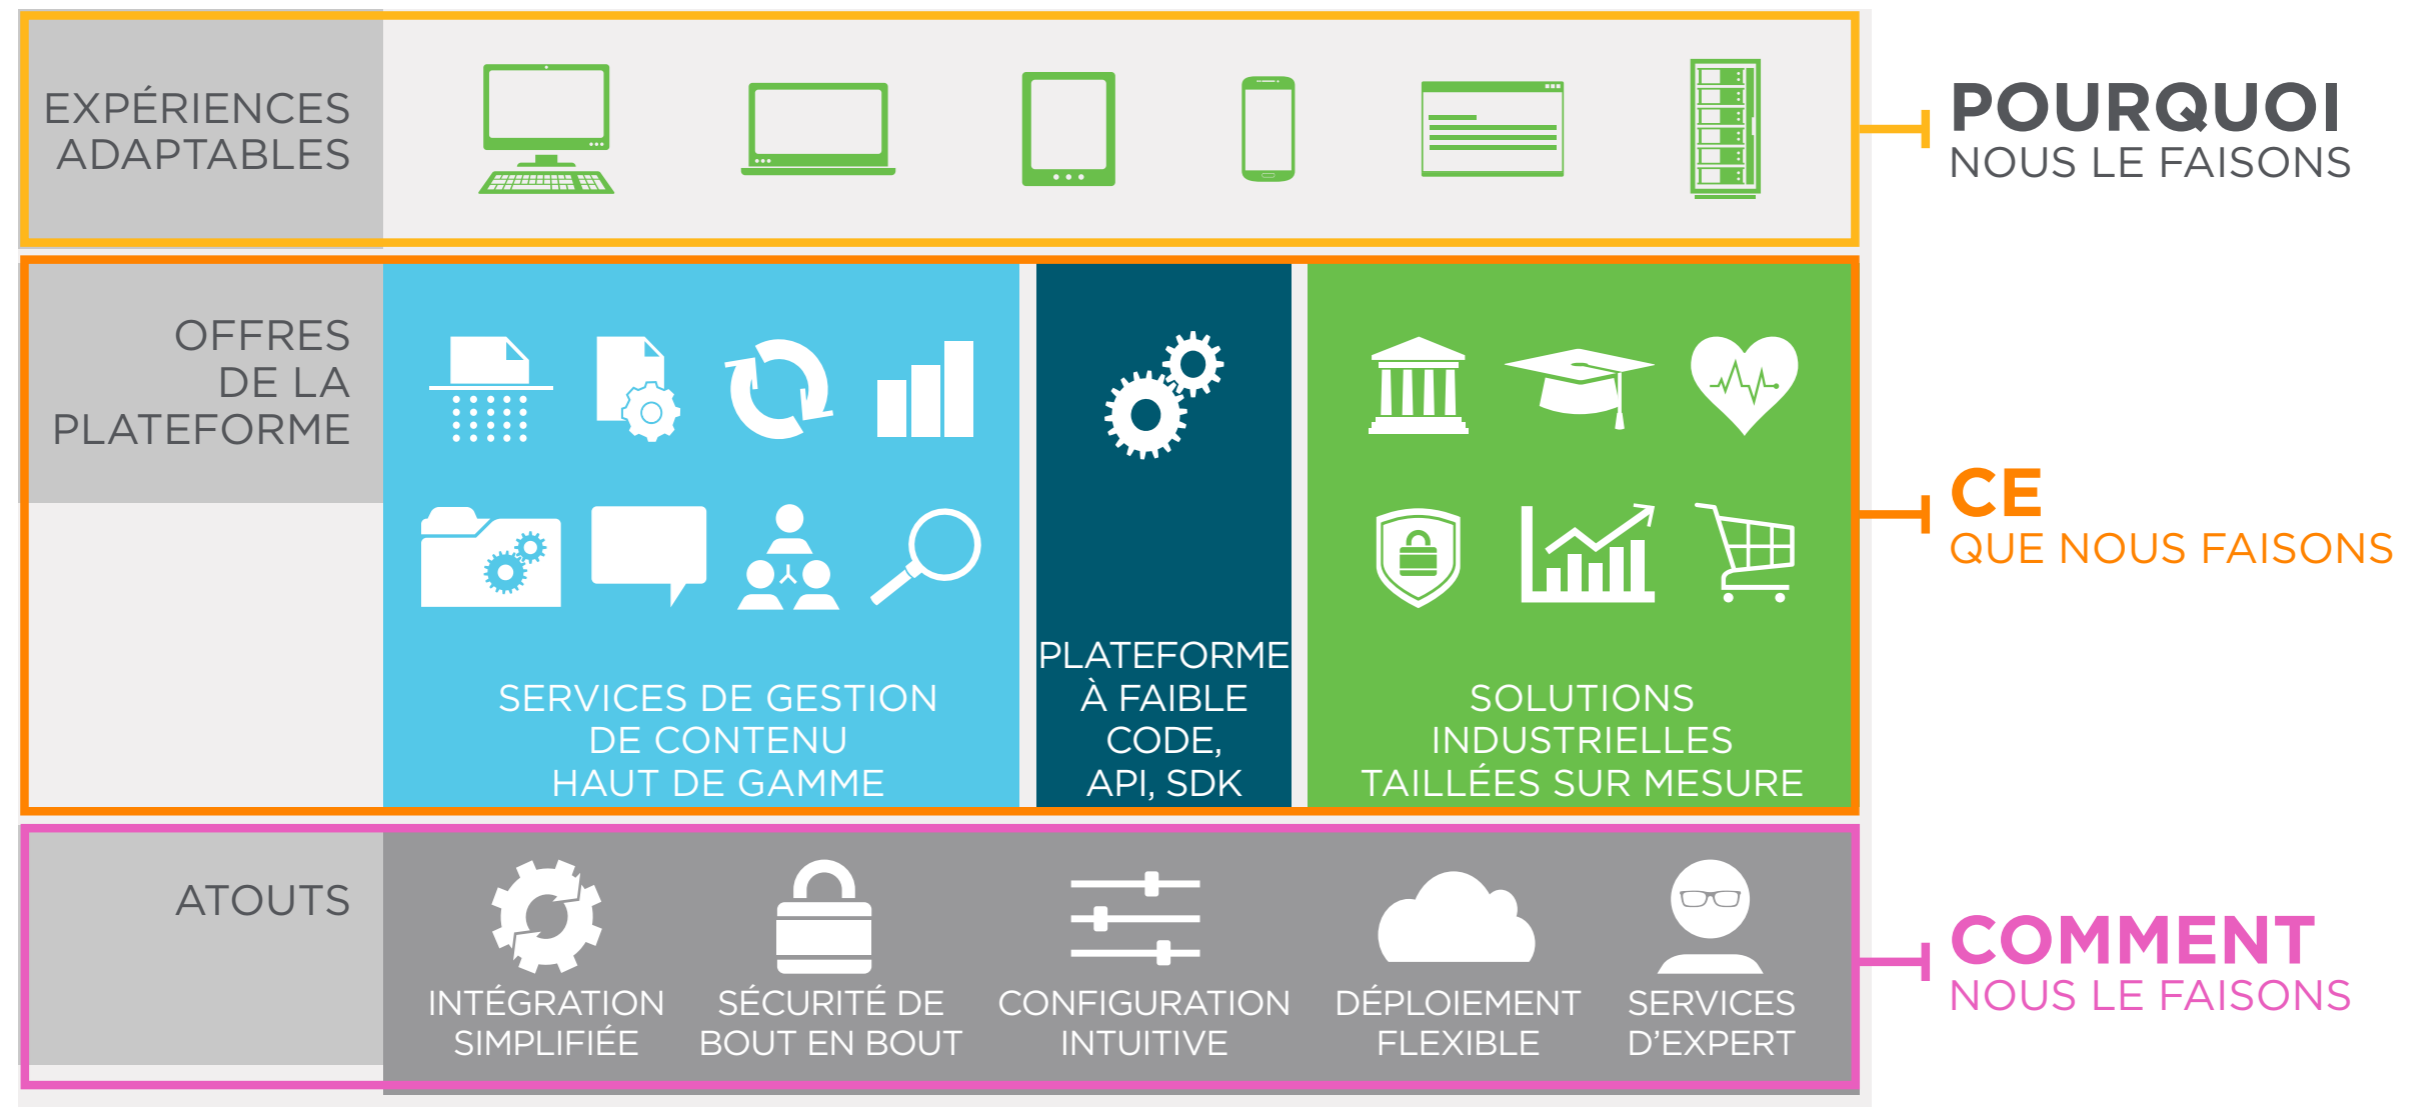 EXPÉRIENCES
ADAPTABLES
POURQUOI
NOUS LE FAISONS
OFFRES
DE LA
PLATEFORME
SERVICES DE GESTION
DE CONTENU
HAUT DE GAMME
PLATEFORME
À FAIBLE
CODE,
API, SDK
SOLUTIONS
INDUSTRIELLES
TAILLÉES SUR MESURE
CE
QUE NOUS FAISONS
ATOUTS
INTÉGRATION
SIMPLIFIÉE
SÉCURITÉ DE
BOUT EN BOUT
CONFIGURATION
INTUITIVE
DÉPLOIEMENT
FLEXIBLE
SERVICES
D’EXPERT
COMMENT
NOUS LE FAISONS